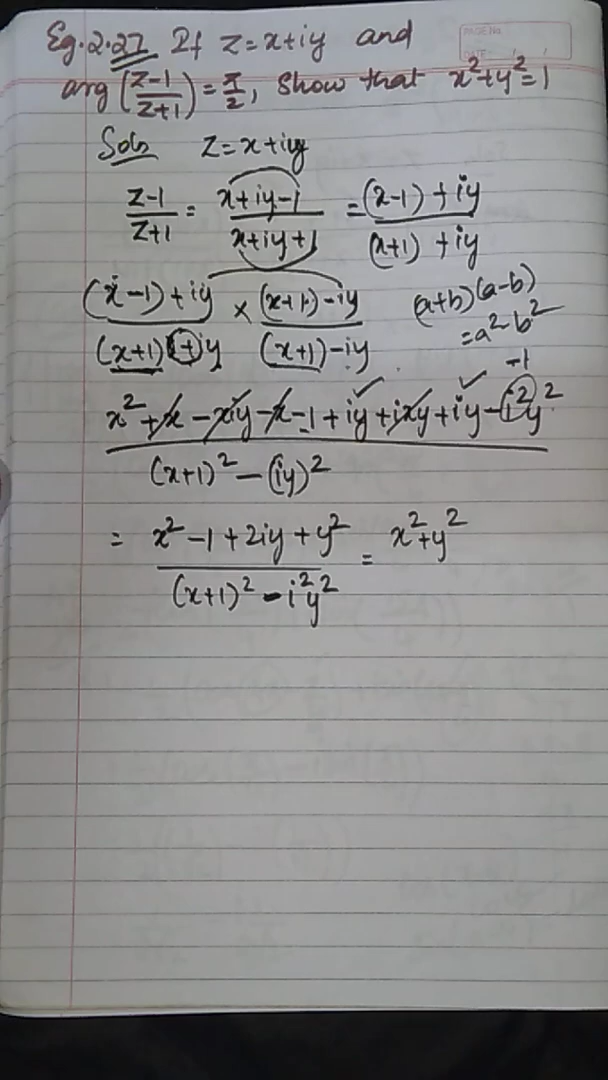 Eg.2.27 If z=x+iy and
PAGE NO.
DATE: / /
arg(z-1/z+1)=π/2, Show that x²+y²=1
Soln z=x+iy
z-1/z+1 = x+iy-1/x+iy+1 = (x-1)+iy/(x+1)+iy
(x-1)+iy/(x+1)+iy × (x+1)-iy/(x+1)-iy (a+b)(a-b)
=a²-b²
-1
x²+x-xiy-x-1+iy+ixy+iy-i²y²/(x+1)²-(iy)²
= x²-1+2iy+y²/(x+1)²-i²y² = x²+y²